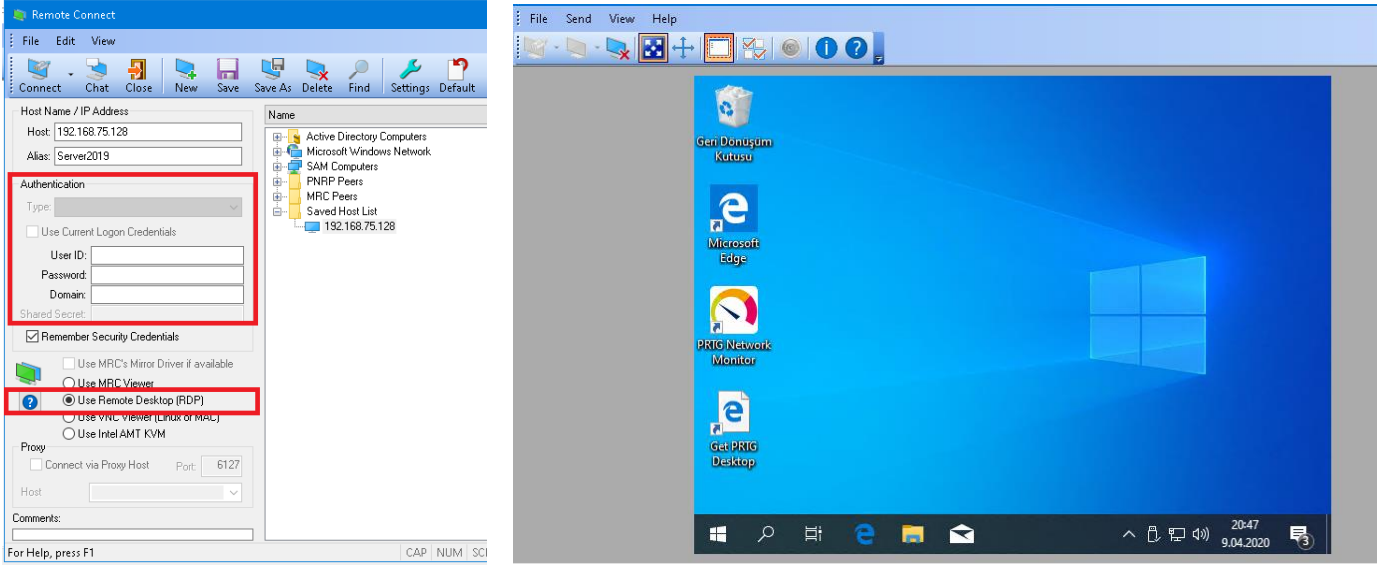 Remote Connect
File Edit View
Connect Chat Close New Save Save As Delete Find Settings Default
Host Name / IP Address
Host: 192.168.75.128
Alias: Server2019
Authentication
Type:
Use Current Logon Credentials
User ID:
Password:
Domain:
Shared Secret:
Remember Security Credentials
Use MRC's Mirror Driver if available
Use MRC Viewer
Use Remote Desktop (RDP)
Use VNC Viewer (Linux or MAC)
Use Intel AMT KVM
Proxy
Connect via Proxy Host Port: 6127
Host
Comments:
For Help, press F1
CAP NUM
Name
Active Directory Computers
Microsoft Windows Network
SAM Computers
PNRP Peers
MRC Peers
Saved Host List
192.168.75.128
File Send View Help
Geri Dönüşüm
Kutusu
Microsoft
Edge
PRTG Network
Monitor
Get PRTG
Desktop
20:47
9.04.2020
3